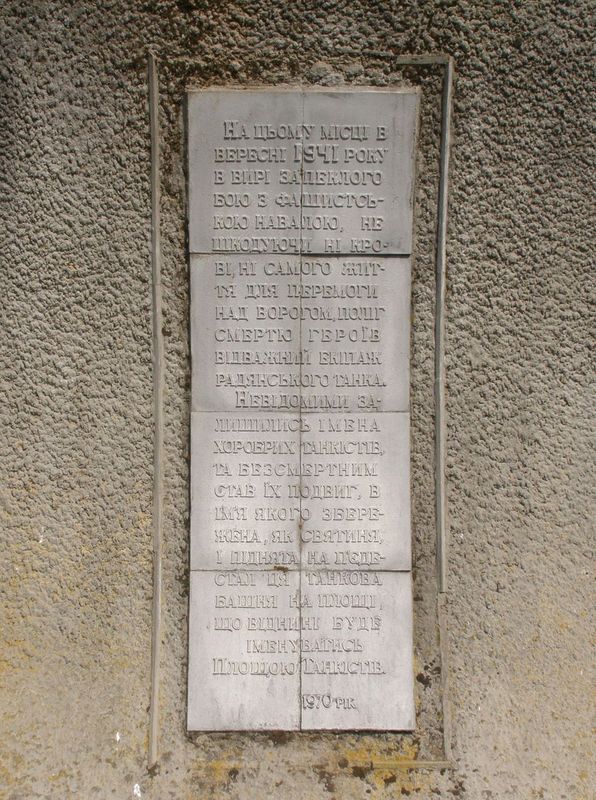 На цьому місці в
вересні 1941 року
в вирі запеклого
бою з фашистсь-
кою навалою, не
шкодуючи ні кро-
ві, ні самого жит-
тя для перемоги
над ворогом, поліг
смертю героїв
відважний екіпаж
радянського танка.
Невідомими за-
лишились імена
хоробрих танкістів,
та безсмертним
став їх подвиг, в
ім'я якого збере-
жена, як святиня,
і піднята на п'єде-
стал ця танкова
башня на площі,
що віднині буде
іменуватись
Площою Танкістів.
1970 рік